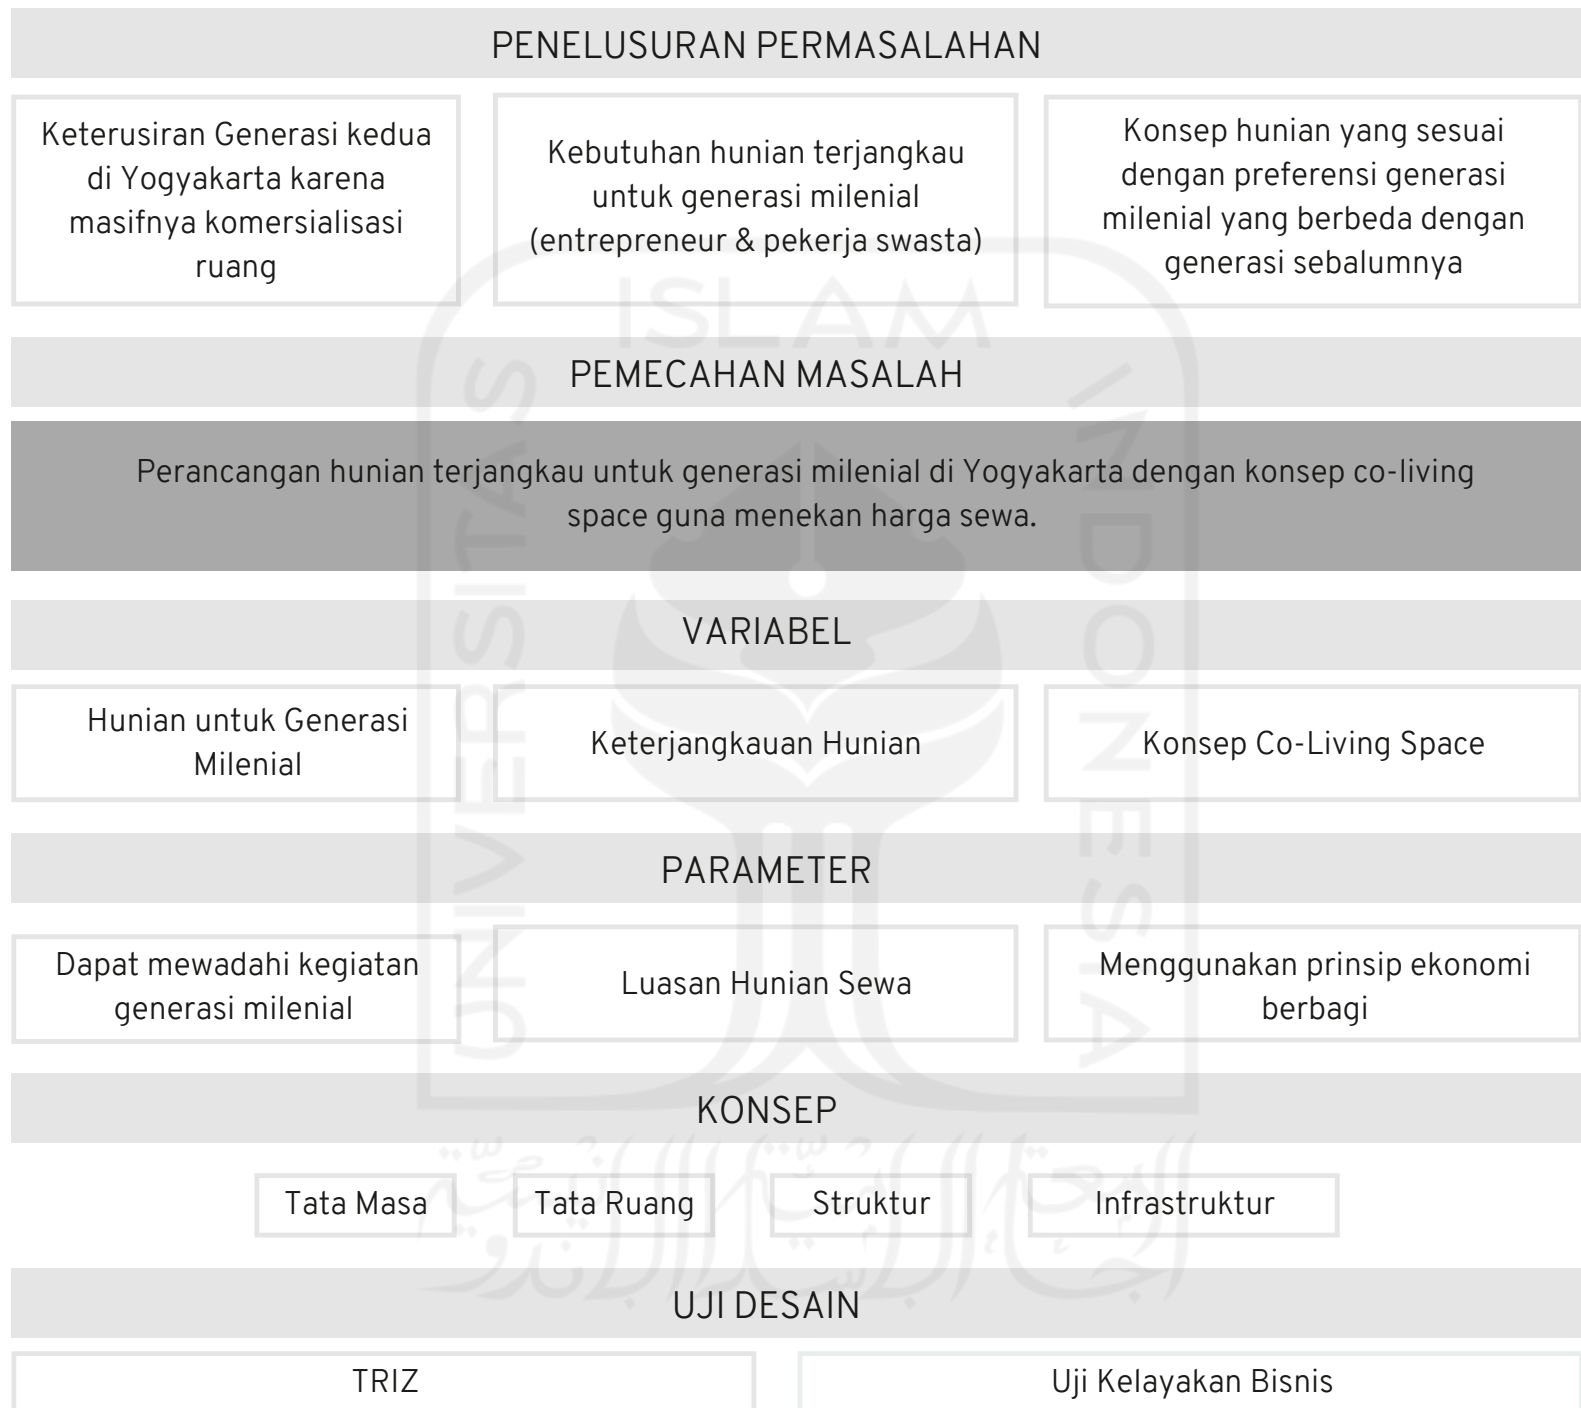 PENELUSURAN PERMASALAHAN
Keterusiran Generasi kedua
di Yogyakarta karena
masifnya komersialisasi
ruang
Kebutuhan hunian terjangkau
untuk generasi milenial
(entrepreneur & pekerja swasta)
Konsep hunian yang sesuai
dengan preferensi generasi
milenial yang berbeda dengan
generasi sebalumnya
PEMECAHAN MASALAH
Perancangan hunian terjangkau untuk generasi milenial di Yogyakarta dengan konsep co-living
space guna menekan harga sewa.
VARIABEL
Hunian untuk Generasi
Milenial
Keterjangkauan Hunian
Konsep Co-Living Space
PARAMETER
Dapat mewadahi kegiatan
generasi milenial
Luasan Hunian Sewa
Menggunakan prinsip ekonomi
berbagi
KONSEP
Tata Masa
Tata Ruang
Struktur
Infrastruktur
UJI DESAIN
TRIZ
Uji Kelayakan Bisnis
UNIVERSITAS
ISLAM
INDONESIA